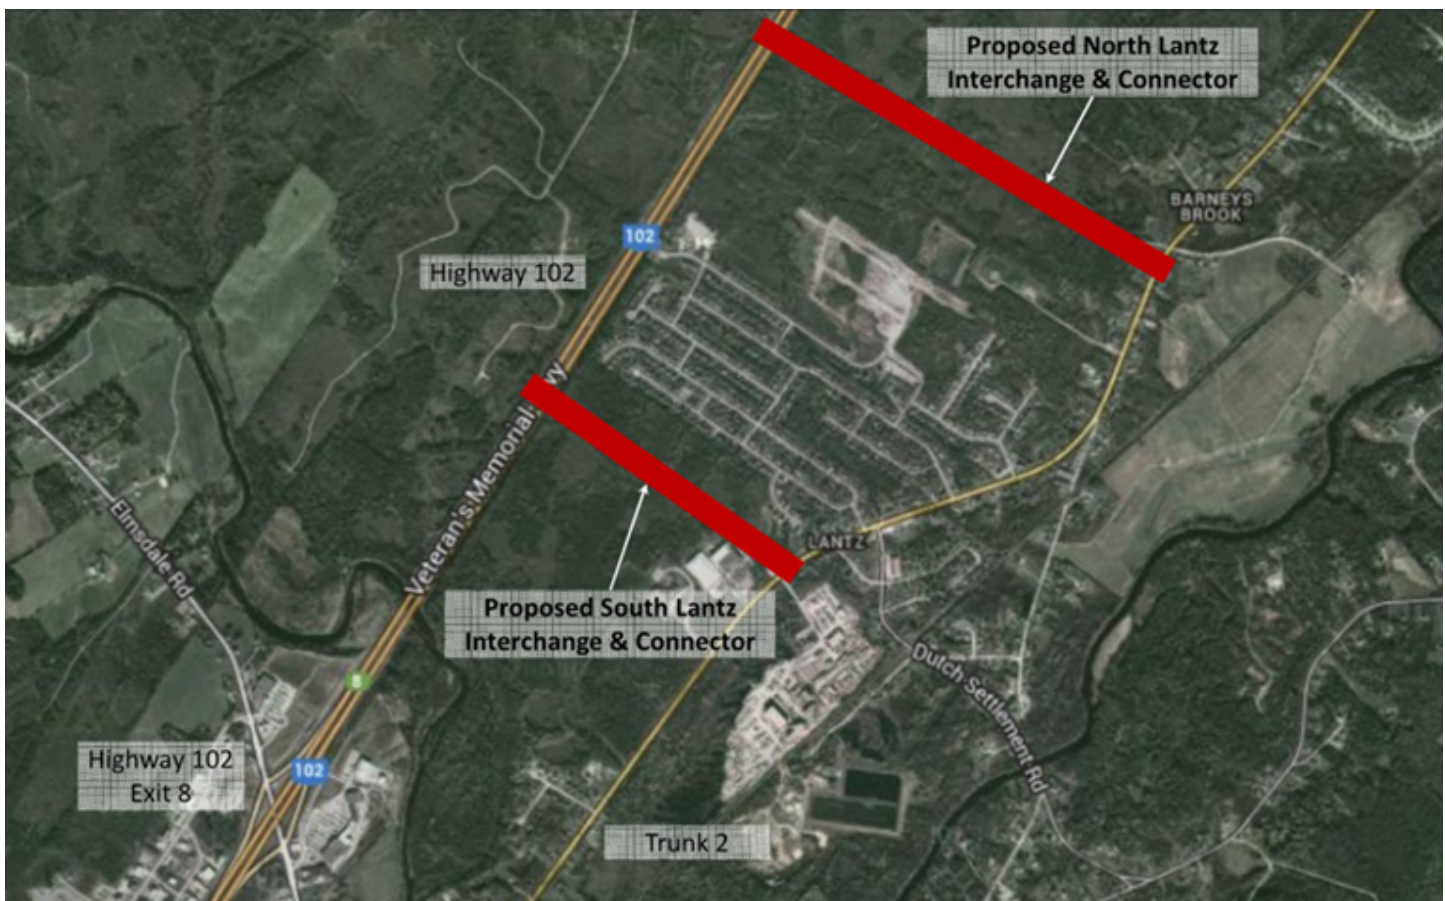 Proposed North Lantz
Interchange & Connector
BARNEYS
BROOK
102
Highway 102
Veteran's Memorial Hwy
LANTZ
Elmsdale Rd
Proposed South Lantz
Interchange & Connector
Dutch Settlement Rd
8
Highway 102
Exit 8
102
Trunk 2